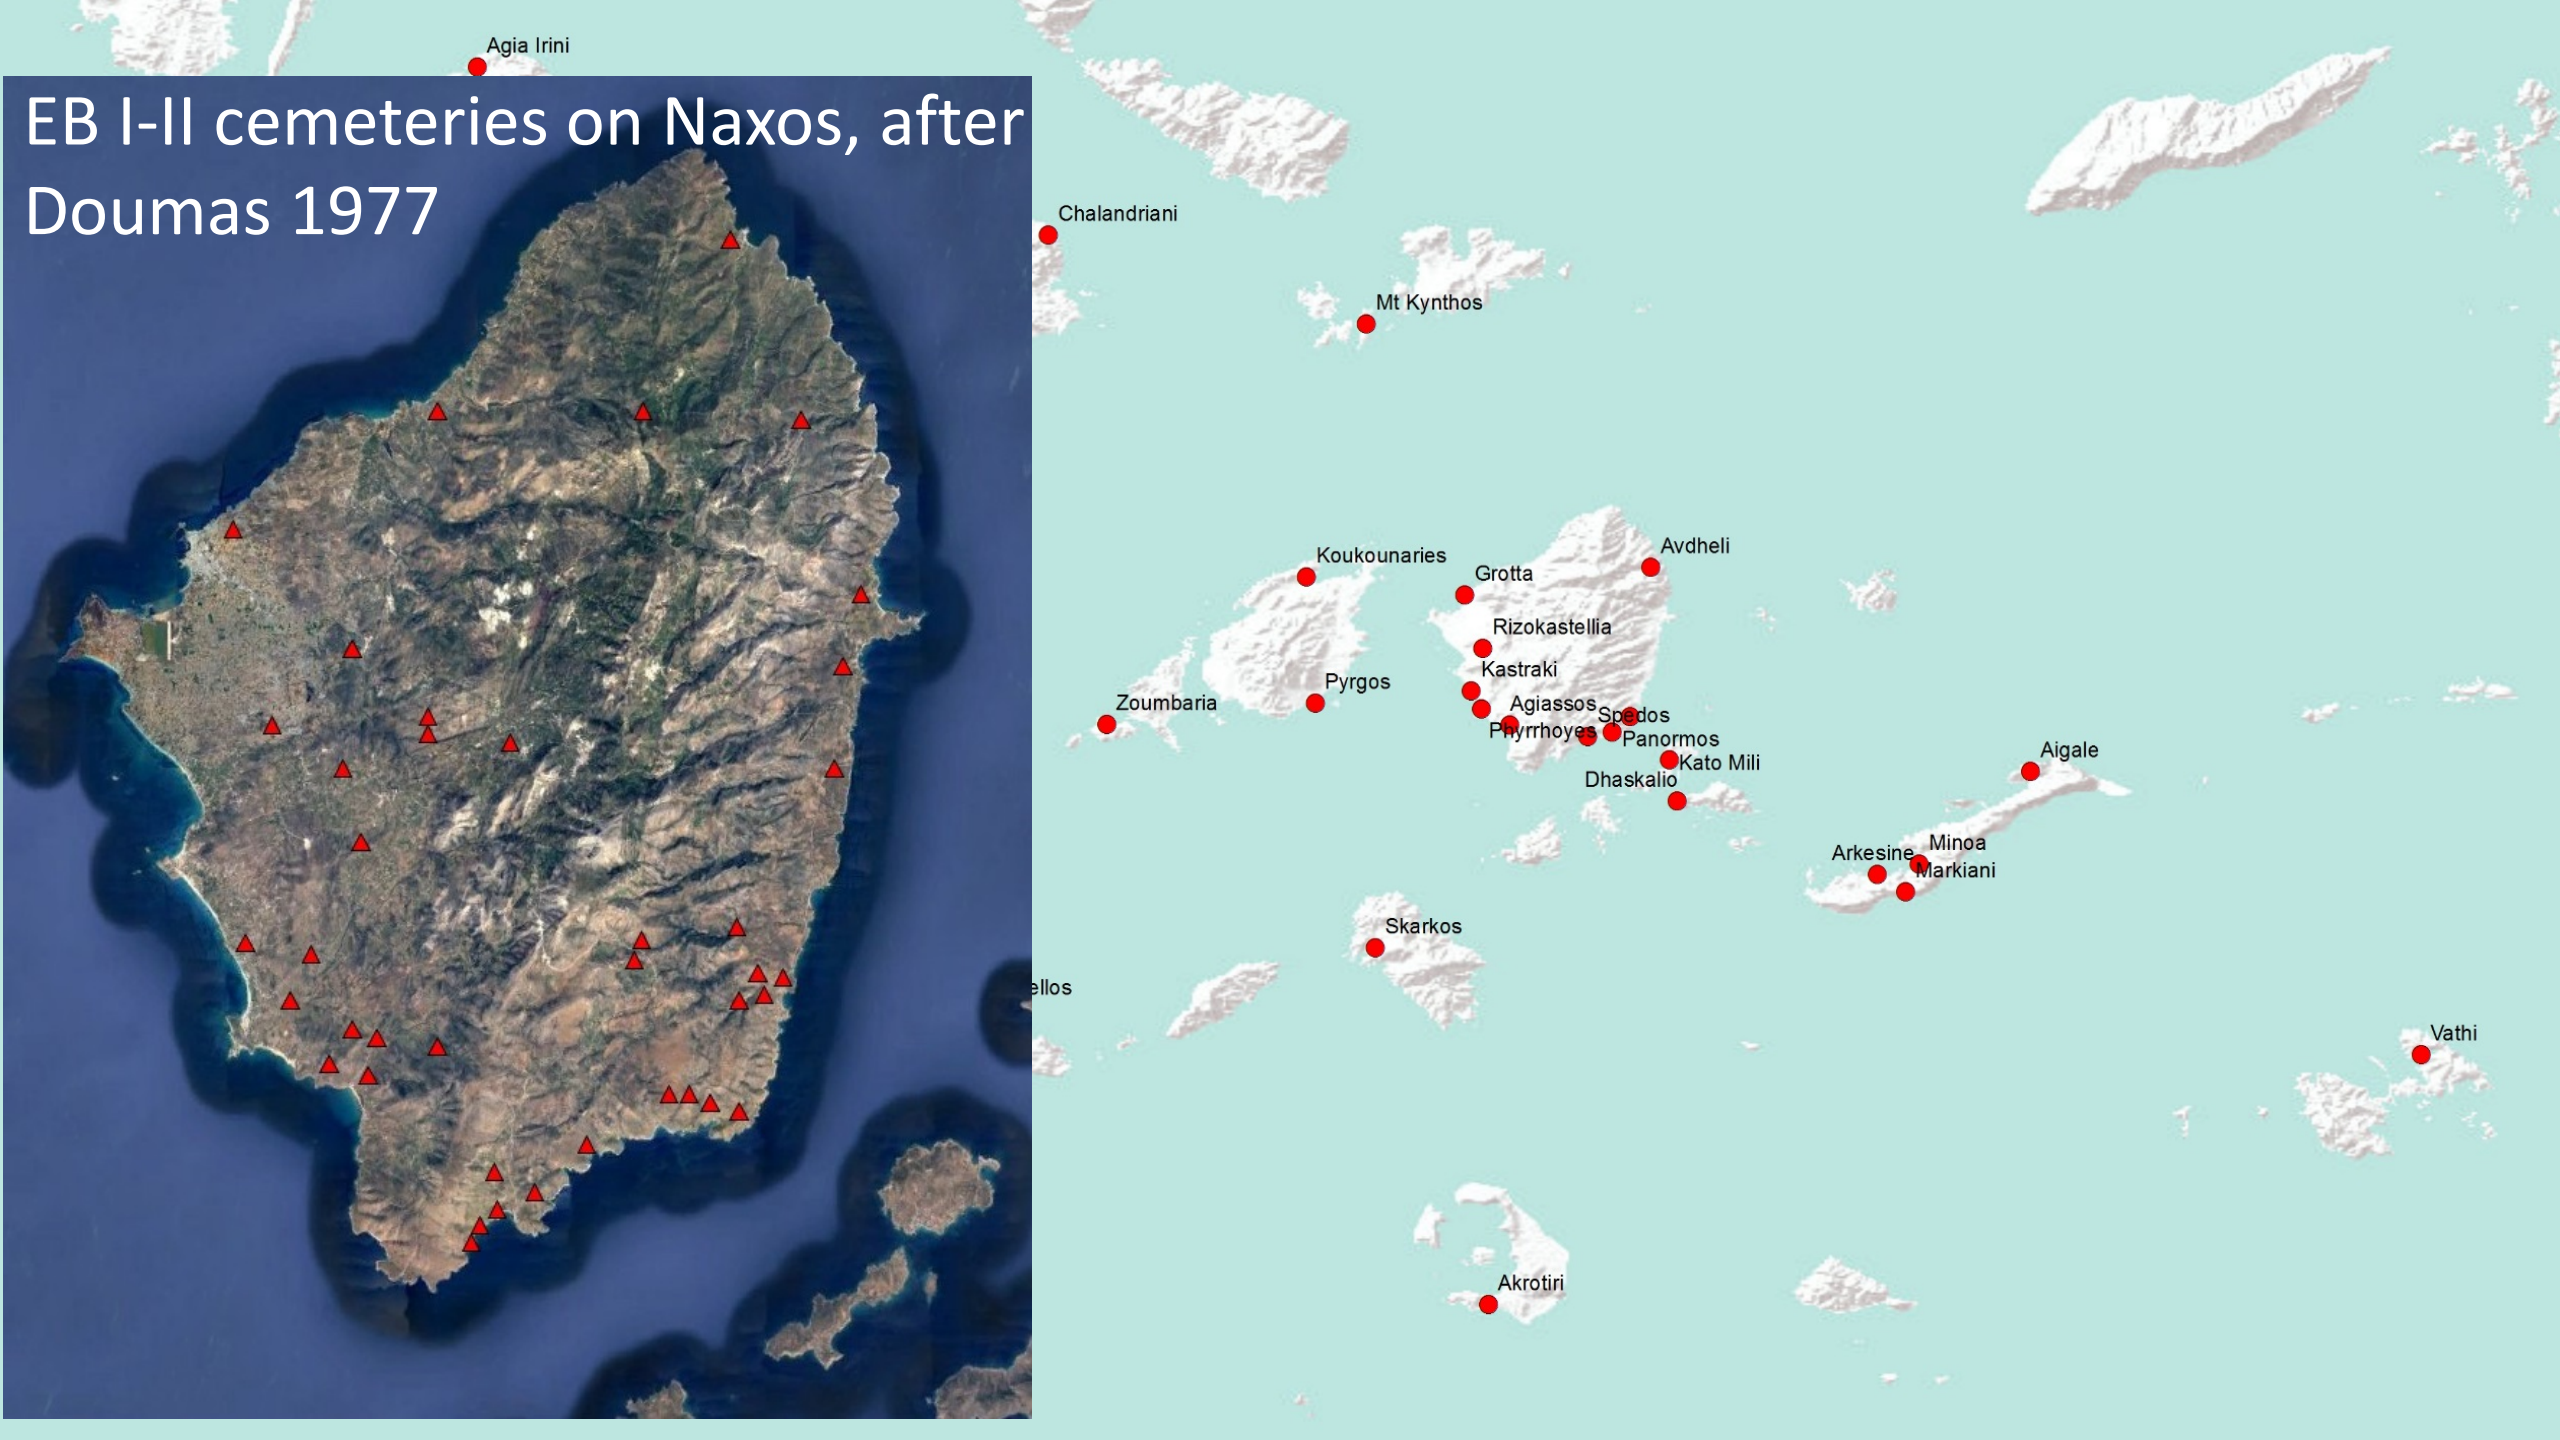 Agia Irini
EB I-II cemeteries on Naxos, after
Doumas 1977
Chalandriani
Mt Kynthos
Avdheli
Koukounaries
Grotta
Rizokastellia
Kastraki
Pyrgos
Zoumbaria
Agiassos
Spedos
Phyrrhoyes
Panormos
Kato Mili
Aigale
Dhaskalio
Minoa
Arkesine
Markiani
Skarkos
ellos
Vathi
Akrotiri